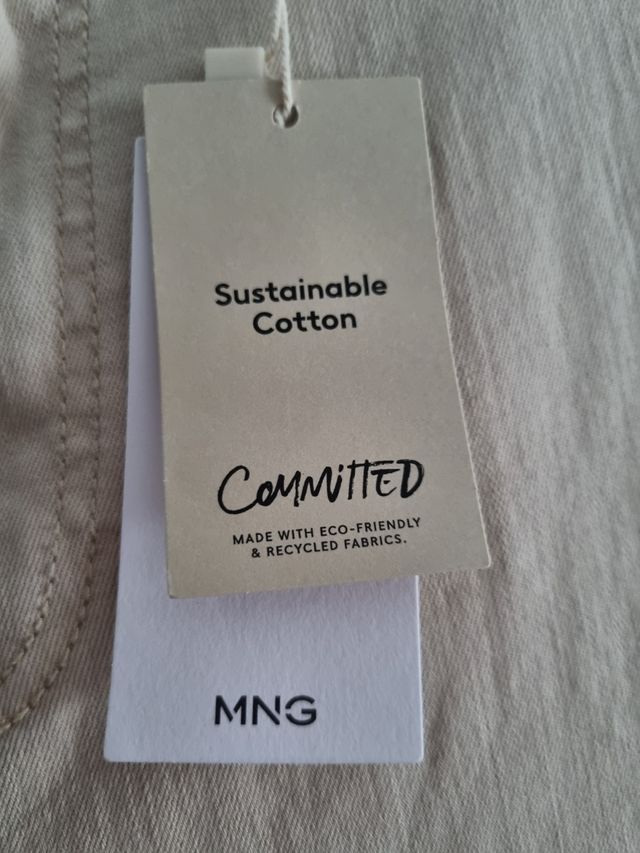 Sustainable
Cotton
COMMITTED
MADE WITH ECO-FRIENDLY
& RECYCLED FABRICS.
MNG